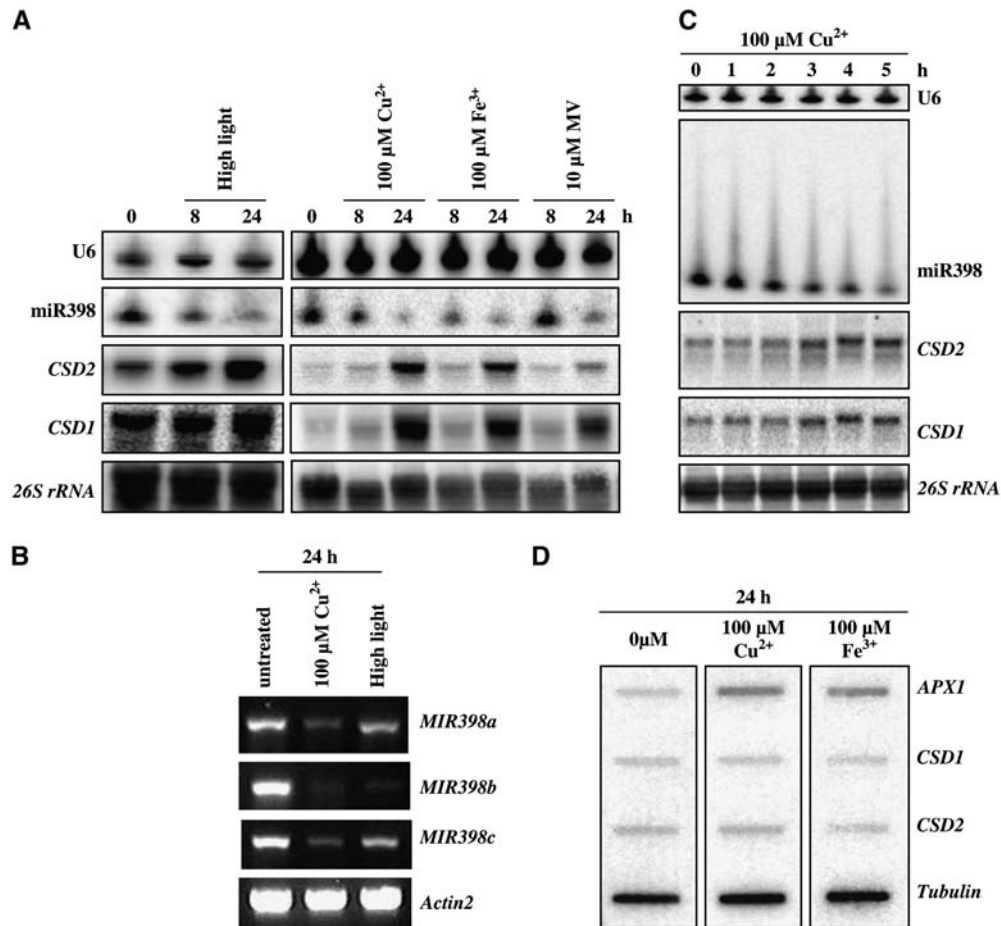 A
High light
100 µM Cu²⁺
100 µM Fe³⁺
10 µM MV
0 8 24 0 8 24 8 24 8 24 h
U6
miR398
CSD2
CSD1
26S rRNA
B
24 h
untreated
100 µM Cu²⁺
High light
MIR398a
MIR398b
MIR398c
Actin2
C
100 µM Cu²⁺
0 1 2 3 4 5 h
U6
miR398
CSD2
CSD1
26S rRNA
D
24 h
0µM
100 µM
Cu²⁺
100 µM
Fe³⁺
APX1
CSD1
CSD2
Tubulin